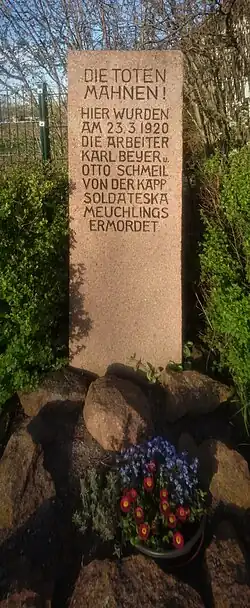 DIE TOTEN
MAHNEN!
HIER WURDEN
AM 23.3 1920
DIE ARBEITER
KARL BEYER u.
OTTO SCHMEIL
VON DER KAPP
SOLDATESKA
MEUCHLINGS
ERMORDET